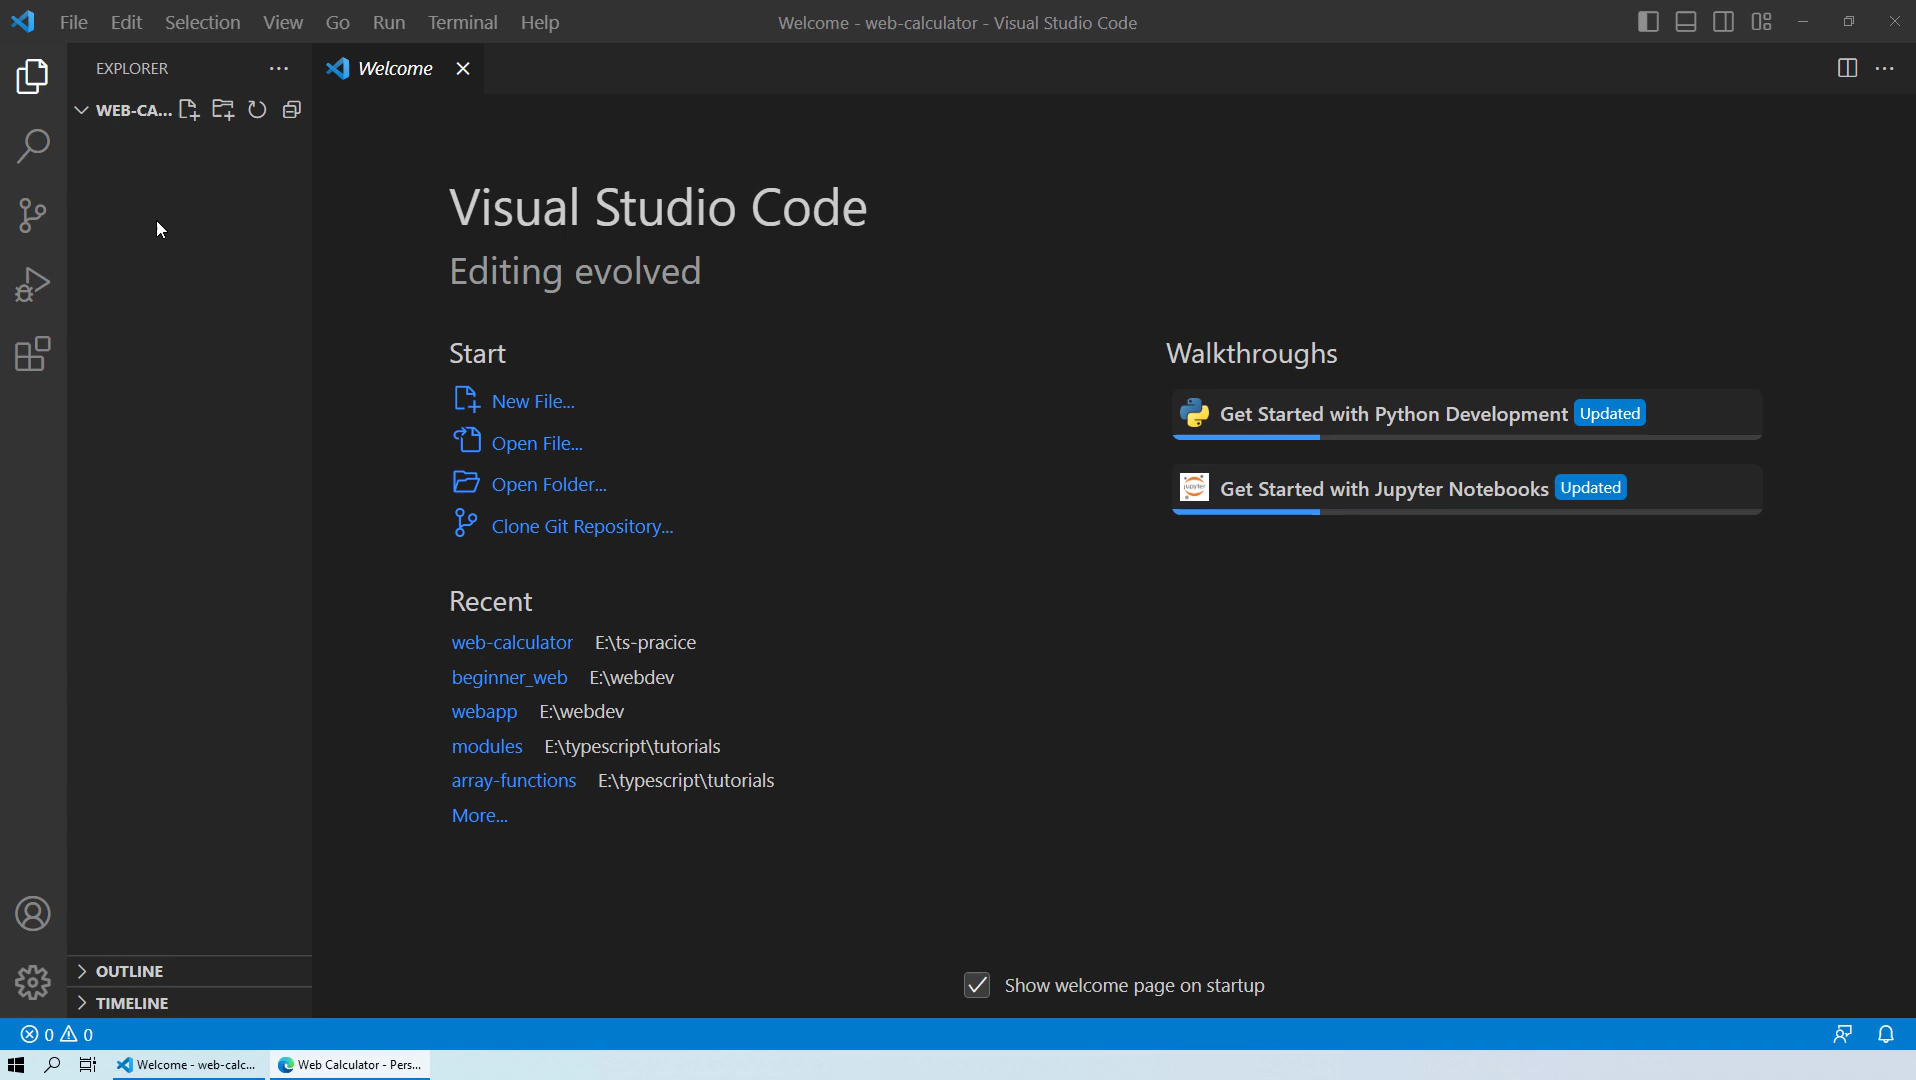 File Edit Selection View Go Run Terminal Help
Welcome - web-calculator - Visual Studio Code
EXPLORER
Welcome
WEB-CA...
Visual Studio Code
Editing evolved
Start
New File...
Open File...
Open Folder...
Clone Git Repository...
Recent
web-calculator E:\ts-pracice
beginner_web E:\webdev
webapp E:\webdev
modules E:\typescript\tutorials
array-functions E:\typescript\tutorials
More...
Walkthroughs
Get Started with Python Development Updated
jupyter
Get Started with Jupyter Notebooks Updated
Show welcome page on startup
OUTLINE
TIMELINE
0 0
Welcome - web-calc...
Web Calculator - Pers...